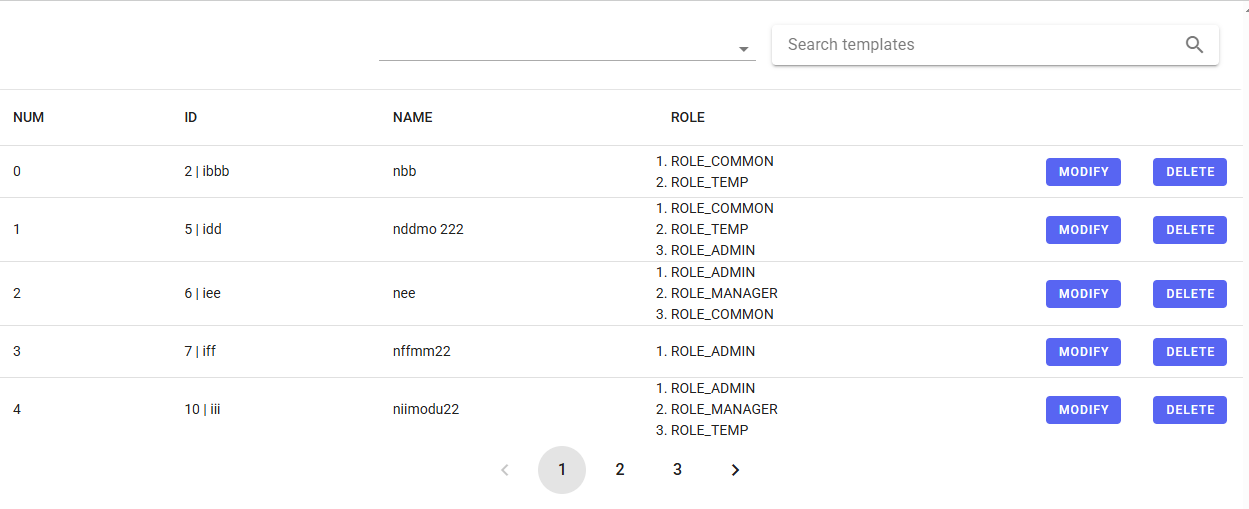 Search templates
NUM ID NAME ROLE
0 2 | ibbb nbb 1. ROLE_COMMON MODIFY DELETE
2. ROLE_TEMP
1 5 | idd nddmo 222 1. ROLE_COMMON MODIFY DELETE
2. ROLE_TEMP
3. ROLE_ADMIN
2 6 | iee nee 1. ROLE_ADMIN MODIFY DELETE
2. ROLE_MANAGER
3. ROLE_COMMON
3 7 | iff nffmm22 1. ROLE_ADMIN MODIFY DELETE
4 10 | iii niimodu22 1. ROLE_ADMIN MODIFY DELETE
2. ROLE_MANAGER
3. ROLE_TEMP
1 2 3